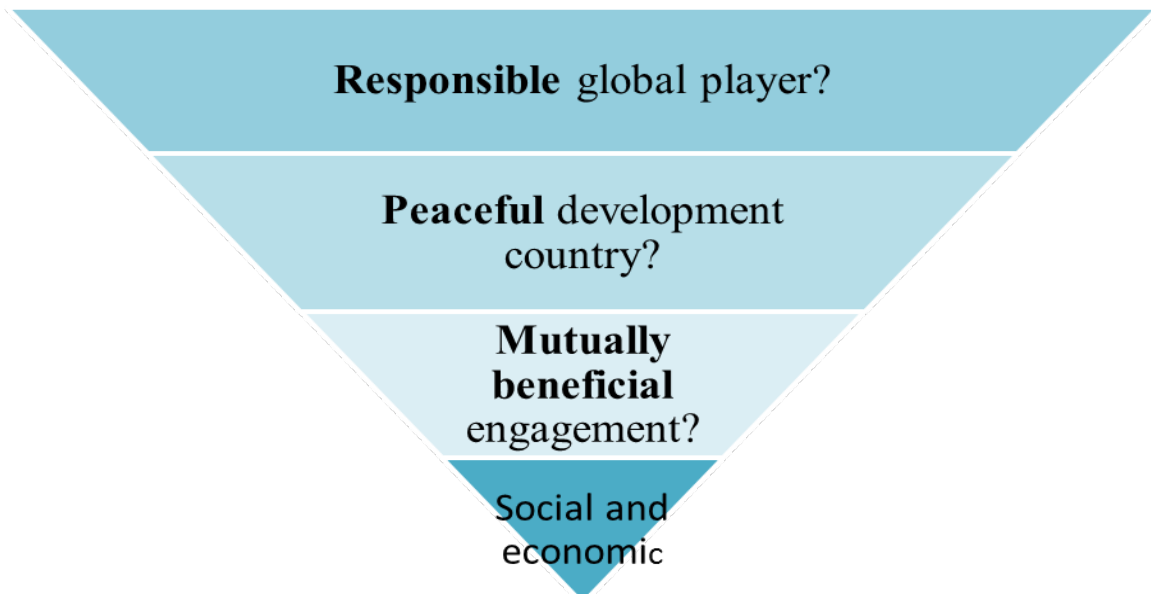 Responsible global player?
Peaceful development
country?
Mutually
beneficial
engagement?
Social and
economic